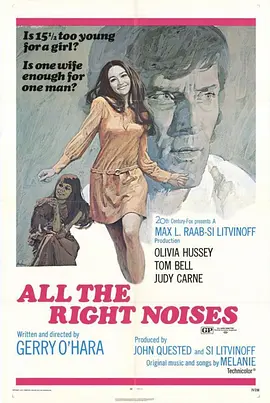 Is 15½ too young
for a girl?
Is one wife
enough for
one man?
20th Century-Fox presents A
MAX L. RAAB-SI LITVINOFF
Production
OLIVIA HUSSEY
TOM BELL
JUDY CARNE
ALL THE
RIGHT NOISES
GP
Written and directed by
GERRY O'HARA
Produced by
JOHN QUESTED and SI LITVINOFF
Original music and songs by MELANIE
Technicolor®